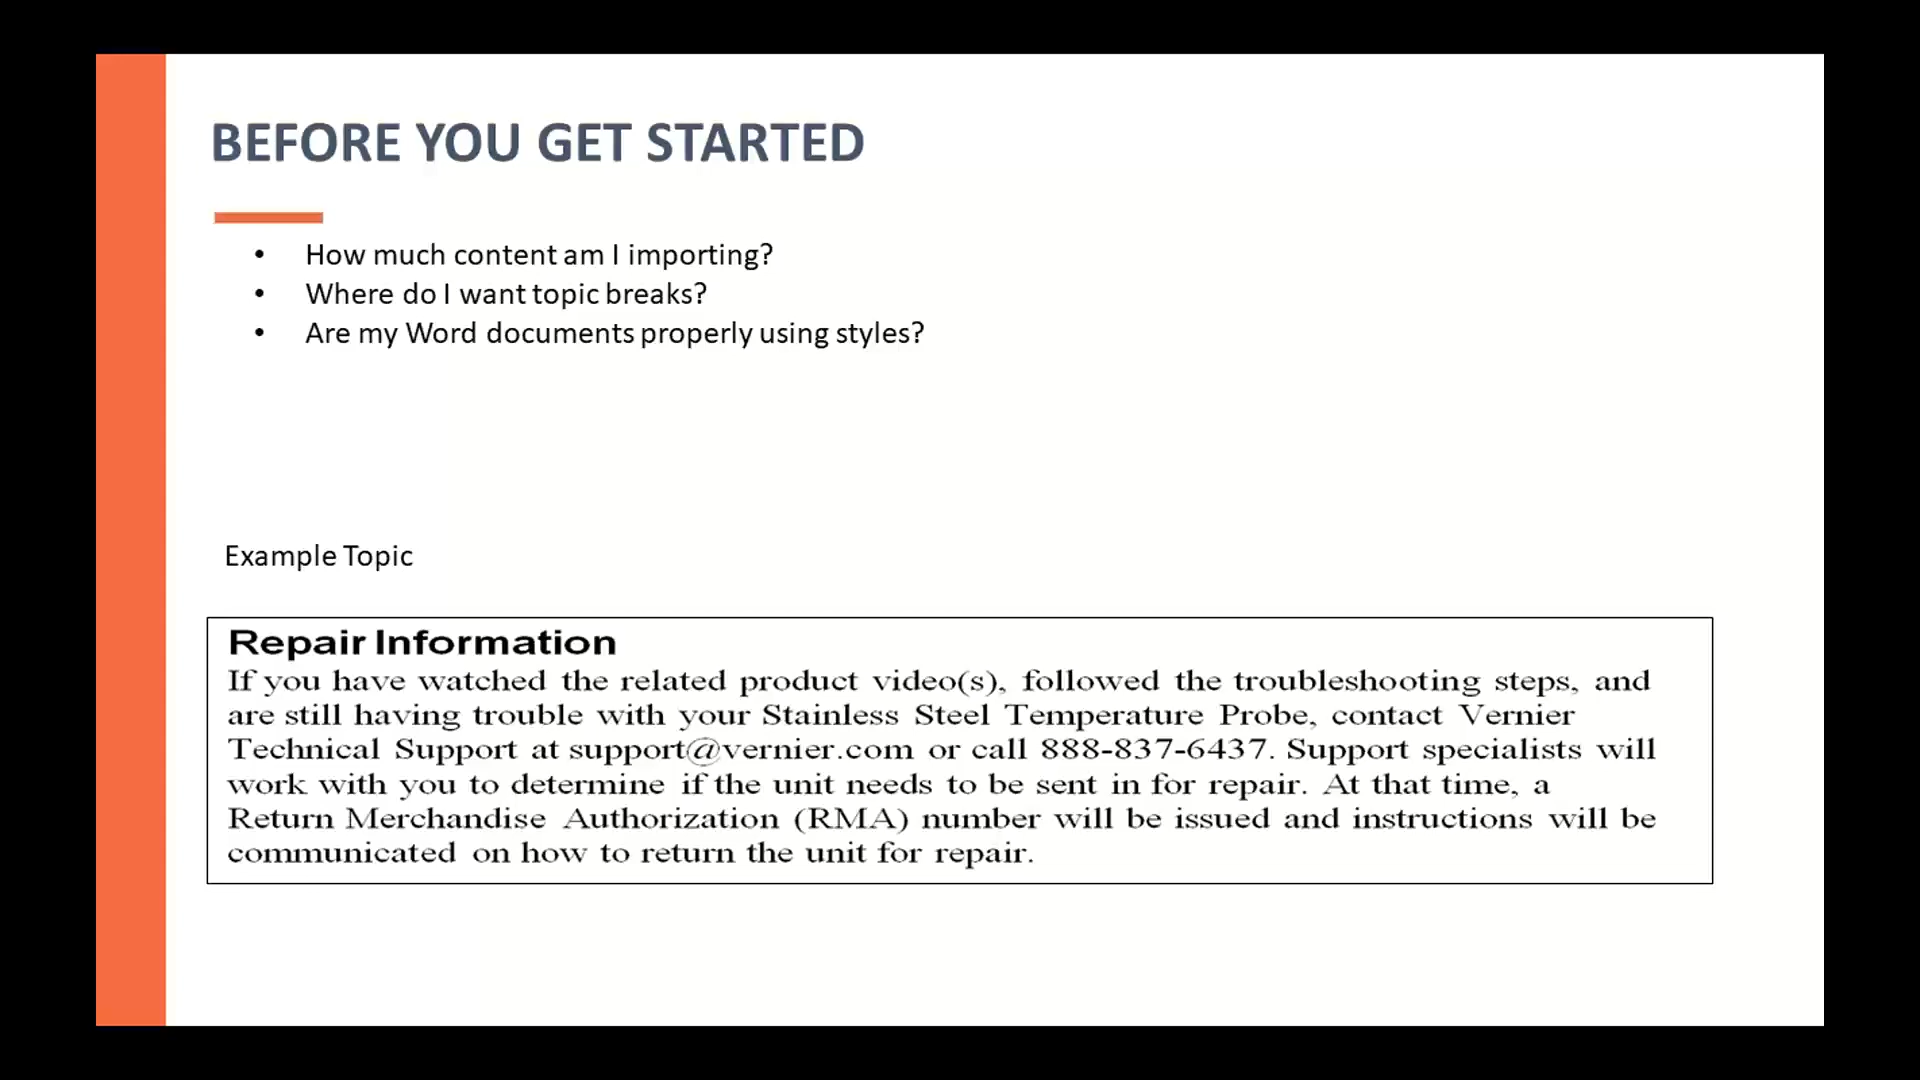 BEFORE YOU GET STARTED
• How much content am I importing?
• Where do I want topic breaks?
• Are my Word documents properly using styles?
Example Topic
Repair Information
If you have watched the related product video(s), followed the troubleshooting steps, and
are still having trouble with your Stainless Steel Temperature Probe, contact Vernier
Technical Support at support@vernier.com or call 888-837-6437. Support specialists will
work with you to determine if the unit needs to be sent in for repair. At that time, a
Return Merchandise Authorization (RMA) number will be issued and instructions will be
communicated on how to return the unit for repair.